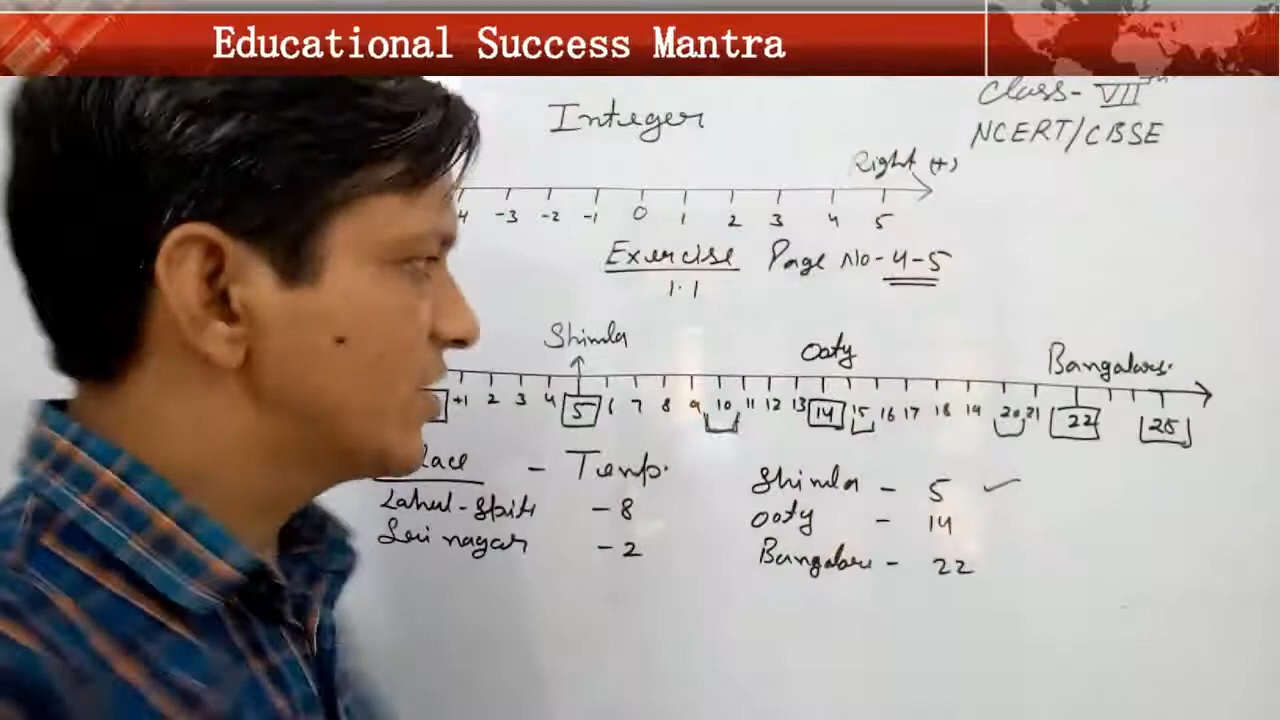 Educational Success Mantra
Class- VII
NCERT/CBSE
Integer
Right (+)
4 -3 -2 -1 0 1 2 3 4 5
Exercise Page No- 4-5
1.1
Shimla Ooty Bangalore
+1 2 3 4 5 6 7 8 9 10 11 12 13 14 15 16 17 18 19 20 21 22 25
lace - Temp.
Lahul-Spiti -8
Srinagar -2
Shimla - 5 ✓
Ooty - 14
Bangalore - 22